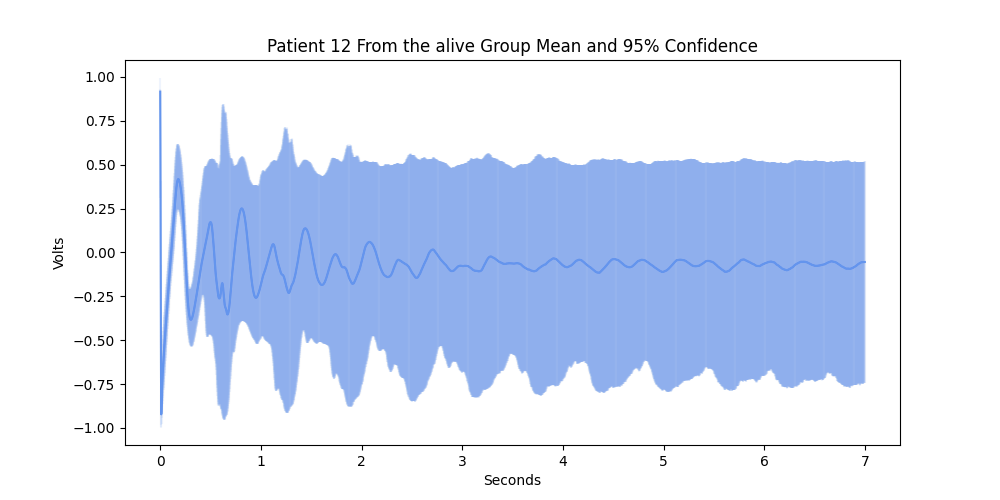 Patient 12 From the alive Group Mean and 95% Confidence
1.00
0.75
0.50
0.25
0.00
−0.25
−0.50
−0.75
−1.00
Volts
0 1 2 3 4 5 6 7
Seconds